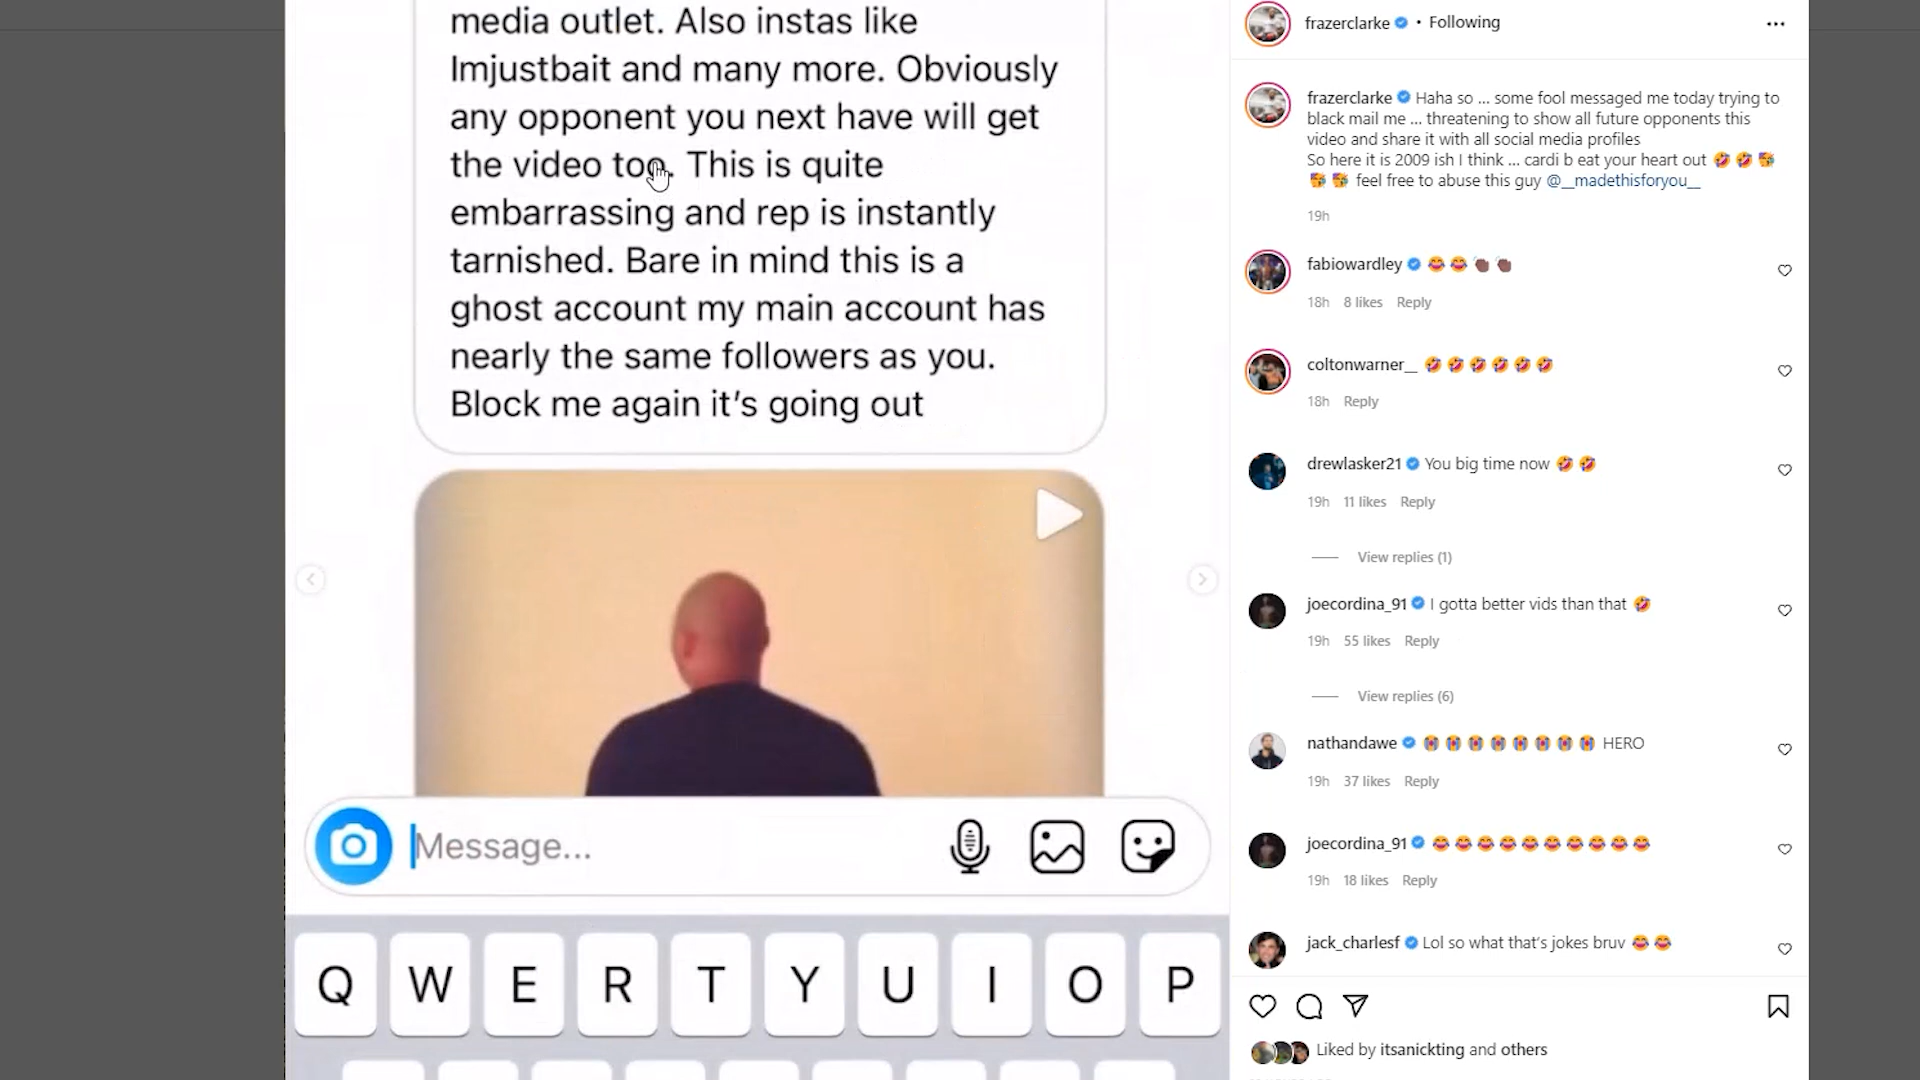 media outlet. Also instas like
Imjustbait and many more. Obviously
any opponent you next have will get
the video too. This is quite
embarrassing and rep is instantly
tarnished. Bare in mind this is a
ghost account my main account has
nearly the same followers as you.
Block me again it's going out
Message...
Q W E R T Y U I O P
frazerclarke • Following
frazerclarke Haha so ... some fool messaged me today trying to
black mail me ... threatening to show all future opponents this
video and share it with all social media profiles
So here it is 2009 ish I think ... cardi b eat your heart out 🤣 🤣 🥳
🥳 🥳 feel free to abuse this guy @__madethisforyou__
19h
fabiowardley 😂 😂 👏🏿 👏🏿
18h 8 likes Reply
coltonwarner__ 🤣 🤣 🤣 🤣 🤣 🤣
18h Reply
drewlasker21 You big time now 🤣 🤣
19h 11 likes Reply
View replies (1)
joecordina_91 I gotta better vids than that 🤣
19h 55 likes Reply
View replies (6)
nathandawe 😭 😭 😭 😭 😭 😭 😭 😭 HERO
19h 37 likes Reply
joecordina_91 😂 😂 😂 😂 😂 😂 😂 😂 😂 😂
19h 18 likes Reply
jack_charlesf Lol so what that's jokes bruv 😂 😂
Liked by itsanickting and others